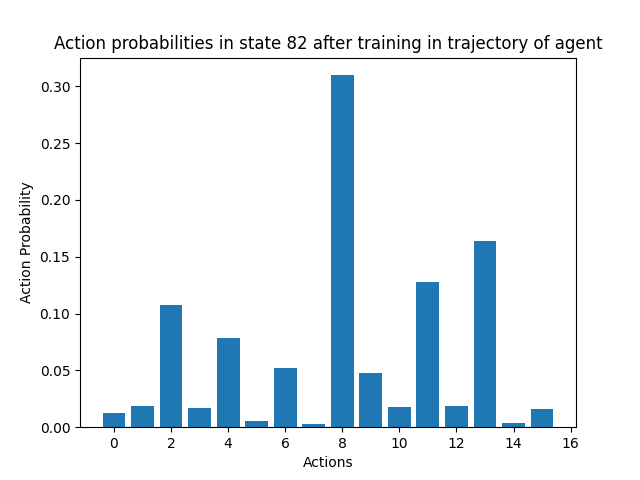 Action probabilities in state 82 after training in trajectory of agent
0.30
0.25
0.20
0.15
0.10
0.05
0.00
Action Probability
0 2 4 6 8 10 12 14 16
Actions